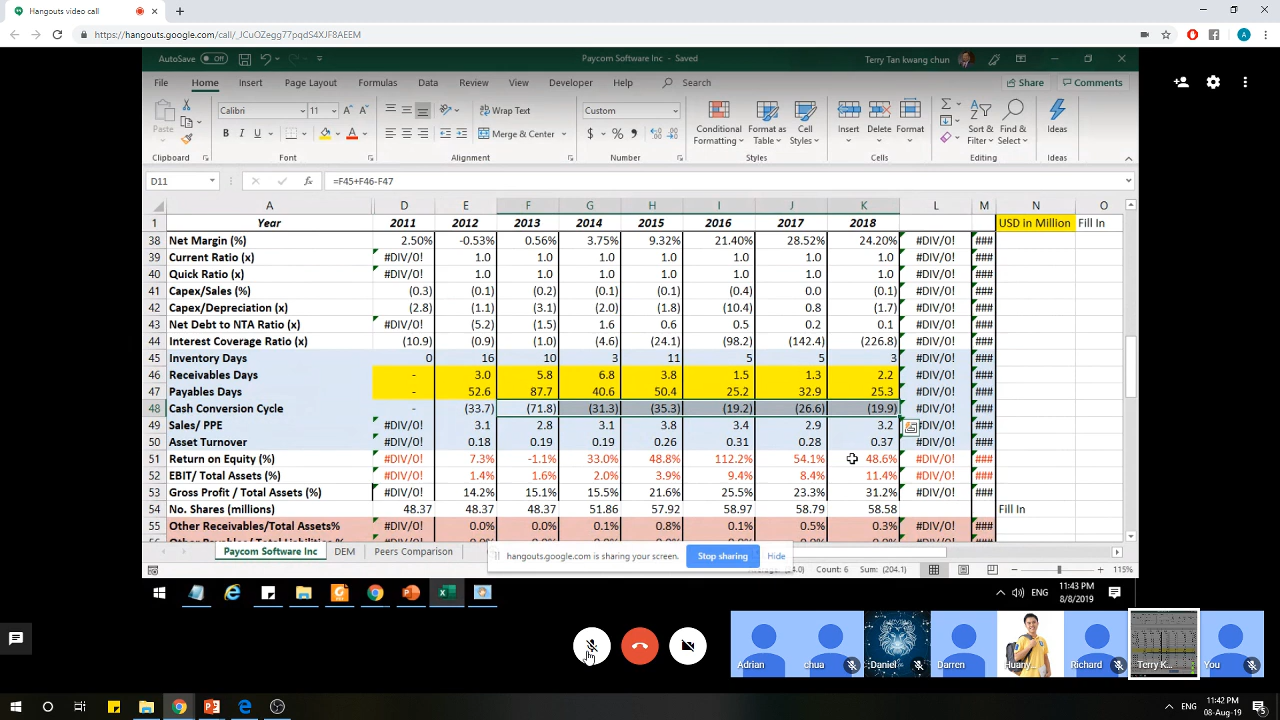 Hangouts video call
https://hangouts.google.com/call/_JCuOZegg77pqdS4XJF8AEEM
AutoSave Off
Paycom Software Inc - Saved
Terry Tan kwang chun
File Home Insert Page Layout Formulas Data Review View Developer Help Search
Share Comments
Paste
Calibri 11
B I U
Wrap Text
Merge & Center
Custom
$ % ,
Conditional Formatting
Format as Table
Cell Styles
Insert Delete Format
Sort & Filter
Find & Select
Ideas
Clipboard Font Alignment Number Styles Cells Editing Ideas
D11 fx =F45+F46-F47
A D E F G H I J K L M N O
1 Year 2011 2012 2013 2014 2015 2016 2017 2018 USD in Million Fill In
38 Net Margin (%) 2.50% -0.53% 0.56% 3.75% 9.32% 21.40% 28.52% 24.20% #DIV/0! ###
39 Current Ratio (x) #DIV/0! 1.0 1.0 1.0 1.0 1.0 1.0 1.0 #DIV/0! ###
40 Quick Ratio (x) #DIV/0! 1.0 1.0 1.0 1.0 1.0 1.0 1.0 #DIV/0! ###
41 Capex/Sales (%) (0.3) (0.1) (0.2) (0.1) (0.1) (0.4) 0.0 (0.1) #DIV/0! ###
42 Capex/Depreciation (x) (2.8) (1.1) (3.1) (2.0) (1.8) (10.4) 0.8 (1.7) #DIV/0! ###
43 Net Debt to NTA Ratio (x) #DIV/0! (5.2) (1.5) 1.6 0.6 0.5 0.2 0.1 #DIV/0! ###
44 Interest Coverage Ratio (x) (10.9) (0.9) (1.0) (4.6) (24.1) (98.2) (142.4) (226.8) #DIV/0! ###
45 Inventory Days 0 16 10 3 11 5 5 3 #DIV/0! ###
46 Receivables Days - 3.0 5.8 6.8 3.8 1.5 1.3 2.2 #DIV/0! ###
47 Payables Days - 52.6 87.7 40.6 50.4 25.2 32.9 25.3 #DIV/0! ###
48 Cash Conversion Cycle - (33.7) (71.8) (31.3) (35.3) (19.2) (26.6) (19.9) #DIV/0! ###
49 Sales/ PPE #DIV/0! 3.1 2.8 3.1 3.8 3.4 2.9 3.2 #DIV/0! ###
50 Asset Turnover #DIV/0! 0.18 0.19 0.19 0.26 0.31 0.28 0.37 #DIV/0! ###
51 Return on Equity (%) #DIV/0! 7.3% -1.1% 33.0% 48.8% 112.2% 54.1% 48.6% #DIV/0! ###
52 EBIT/ Total Assets (%) #DIV/0! 1.4% 1.6% 2.0% 3.9% 9.4% 8.4% 11.4% #DIV/0! ###
53 Gross Profit / Total Assets (%) #DIV/0! 14.2% 15.1% 15.5% 21.6% 25.5% 23.3% 31.2% #DIV/0! ###
54 No. Shares (millions) 48.37 48.37 48.37 51.86 57.92 58.97 58.79 58.58 Fill In
55 Other Receivables/Total Assets% #DIV/0! 0.0% 0.0% 0.1% 0.8% 0.1% 0.5% 0.3% #DIV/0! ###
Paycom Software Inc DEM Peers Comparison
hangouts.google.com is sharing your screen. Stop sharing Hide
Count: 6 Sum: (204.1) 115%
ENG 11:43 PM
8/8/2019
Adrian chua Daniel Darren Huany... Richard Terry K... You
ENG 11:42 PM
08-Aug-19
5